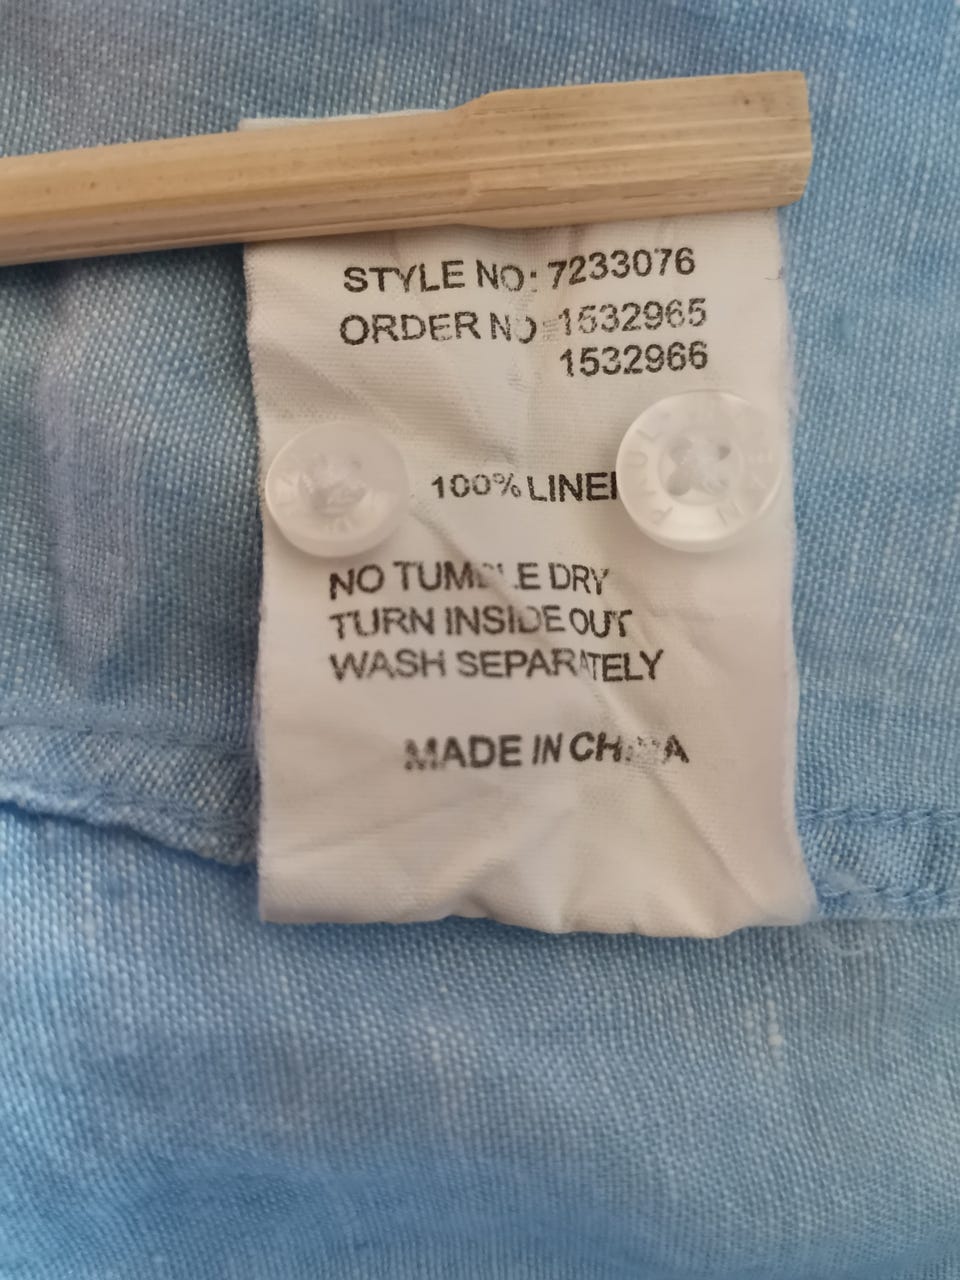 STYLE NO: 7233076
ORDER NO: 1532965
1532966
100% LINEN
NO TUMBLE DRY
TURN INSIDE OUT
WASH SEPARATELY
MADE IN CHINA